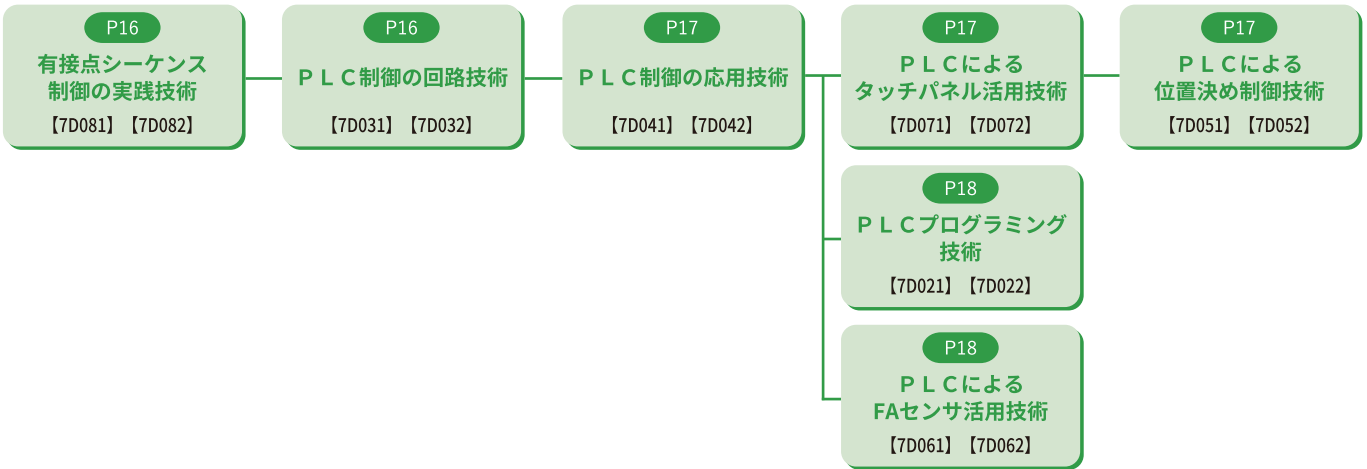 P16
有接点シーケンス
制御の実践技術
【7D081】【7D082】
P16
ＰＬＣ制御の回路技術
【7D031】【7D032】
P17
ＰＬＣ制御の応用技術
【7D041】【7D042】
P17
ＰＬＣによる
タッチパネル活用技術
【7D071】【7D072】
P17
ＰＬＣによる
位置決め制御技術
【7D051】【7D052】
P18
ＰＬＣプログラミング
技術
【7D021】【7D022】
P18
ＰＬＣによる
FAセンサ活用技術
【7D061】【7D062】